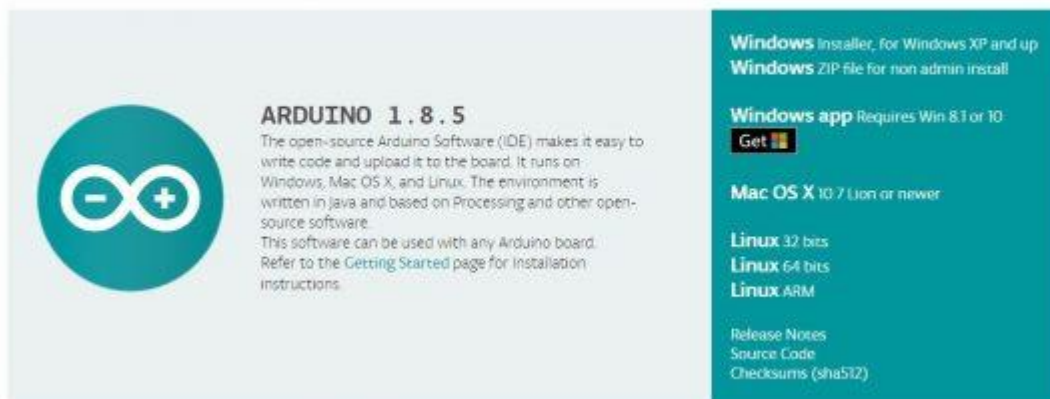 ARDUINO 1.8.5
The open-source Arduino Software (IDE) makes it easy to
write code and upload it to the board. It runs on
Windows, Mac OS X, and Linux. The environment is
written in Java and based on Processing and other open-
source software.
This software can be used with any Arduino board.
Refer to the Getting Started page for Installation
instructions.
Windows Installer, for Windows XP and up
Windows ZIP file for non admin install
Windows app Requires Win 8.1 or 10
Get
Mac OS X 10.7 Lion or newer
Linux 32 bits
Linux 64 bits
Linux ARM
Release Notes
Source Code
Checksums (sha512)